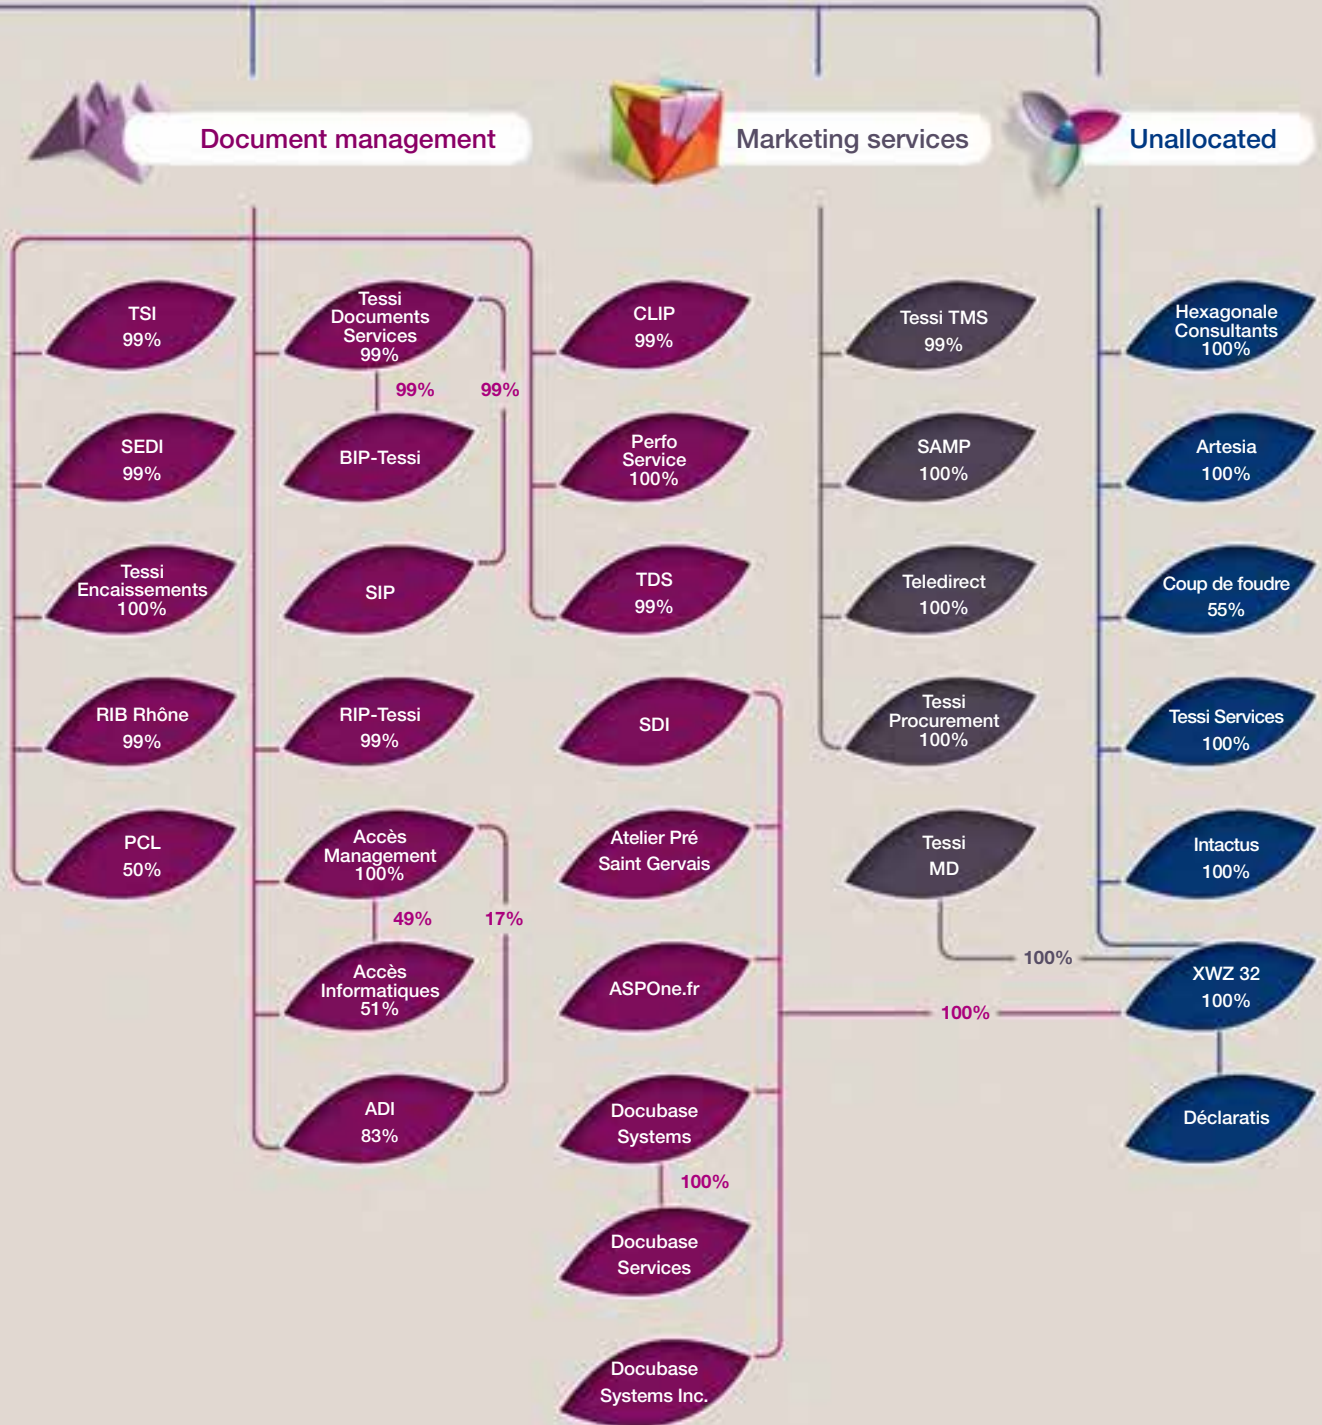 Document management
Marketing services
Unallocated
TSI
99%
SEDI
99%
Tessi
Encaissements
100%
RIB Rhône
99%
PCL
50%
Tessi
Documents
Services
99%
99%
99%
BIP-Tessi
SIP
RIP-Tessi
99%
Accès
Management
100%
49%
17%
Accès
Informatiques
51%
ADI
83%
CLIP
99%
Perfo
Service
100%
TDS
99%
SDI
Atelier Pré
Saint Gervais
ASPOne.fr
Docubase
Systems
100%
Docubase
Services
Docubase
Systems Inc.
100%
Tessi TMS
99%
SAMP
100%
Teledirect
100%
Tessi
Procurement
100%
Tessi
MD
100%
Hexagonale
Consultants
100%
Artesia
100%
Coup de foudre
55%
Tessi Services
100%
Intactus
100%
XWZ 32
100%
Déclaratis